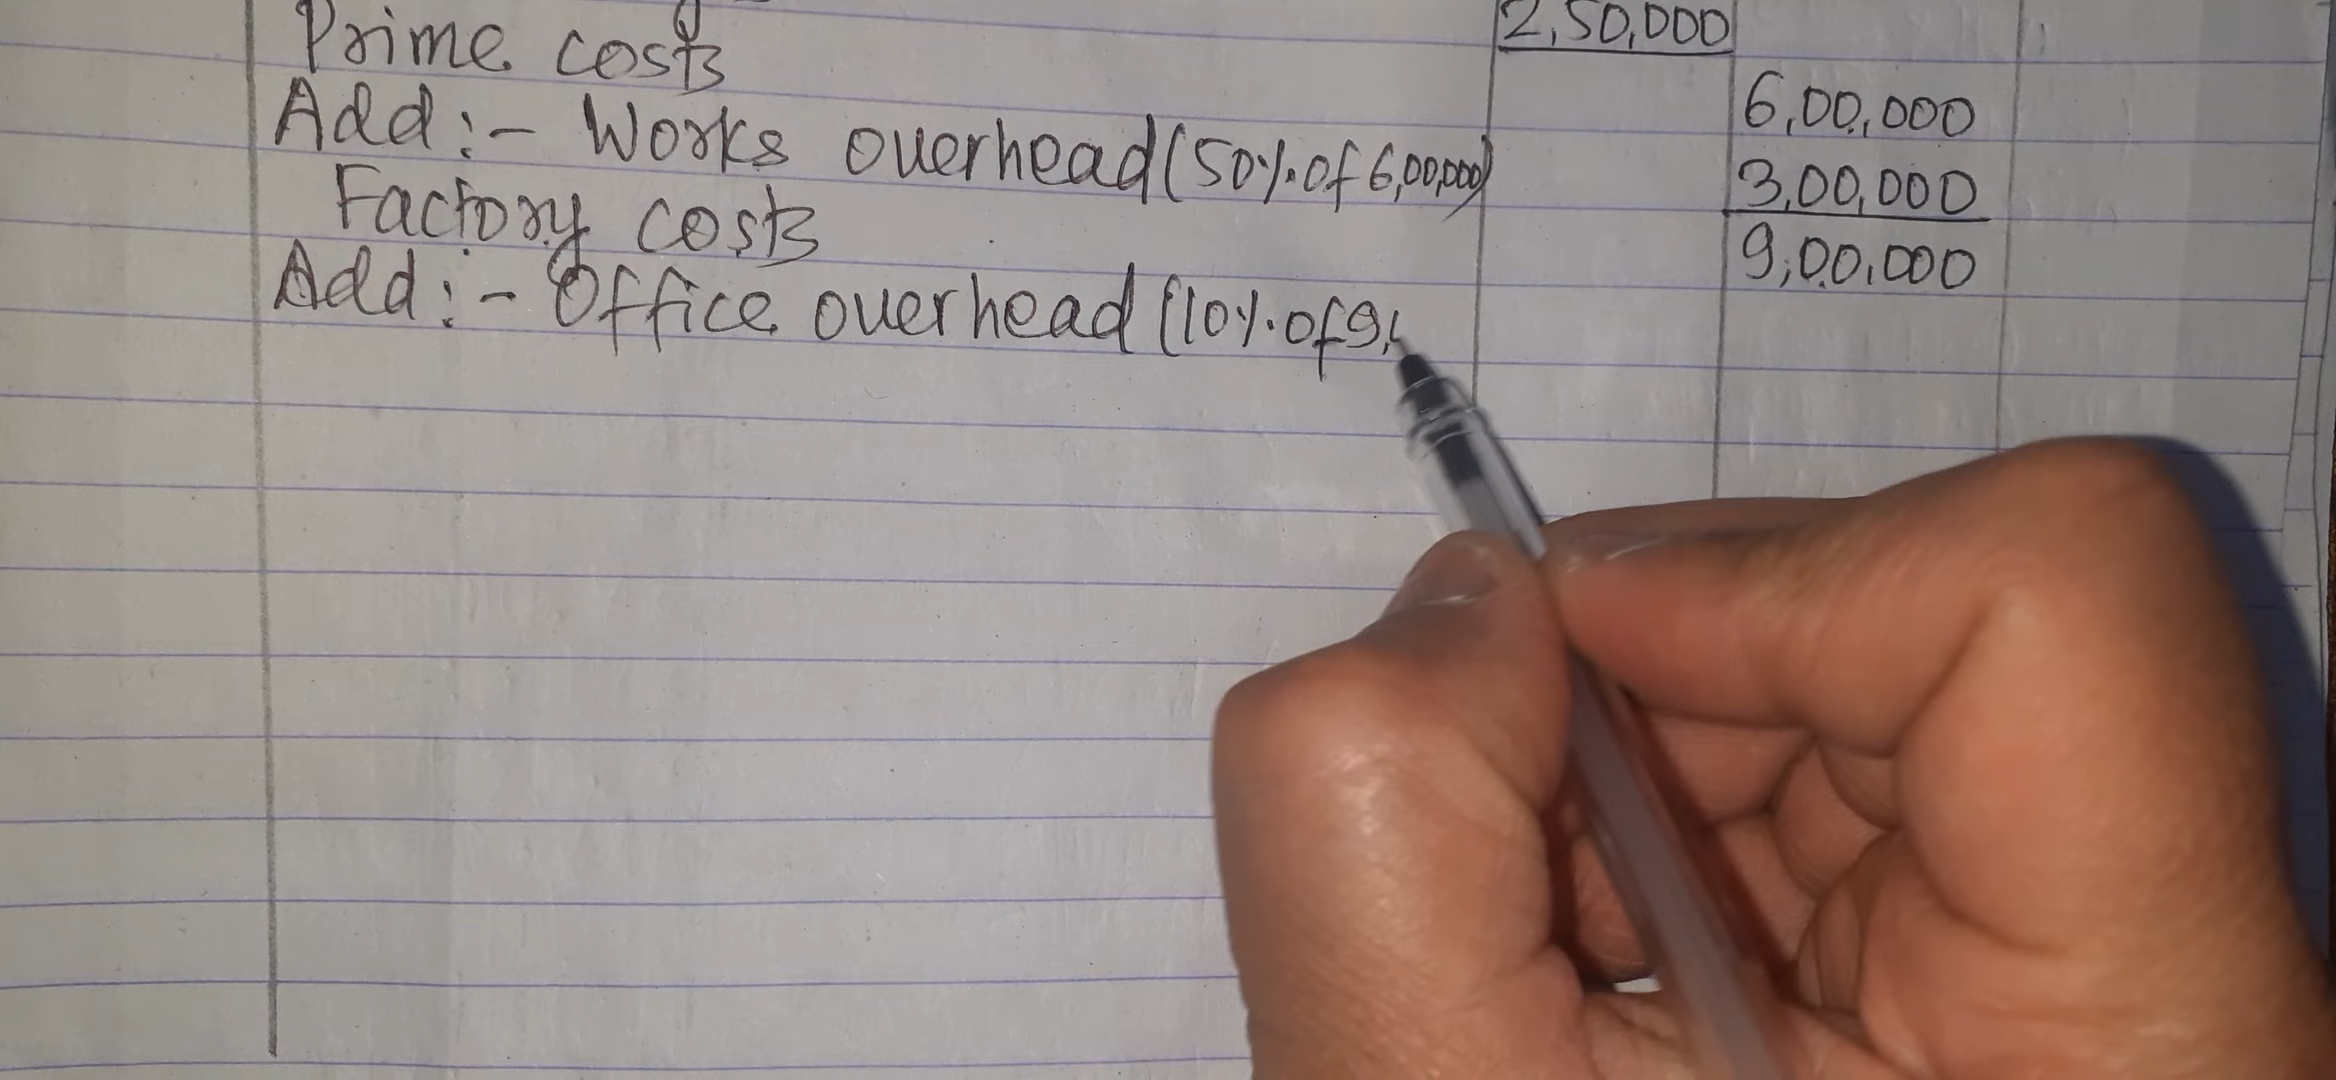 Prime costs 2,50,000
6,00,000
Add:- Works overhead (50% of 6,00,000) 3,00,000
Factory costs 9,00,000
Add:- Office overhead (10% of 9,